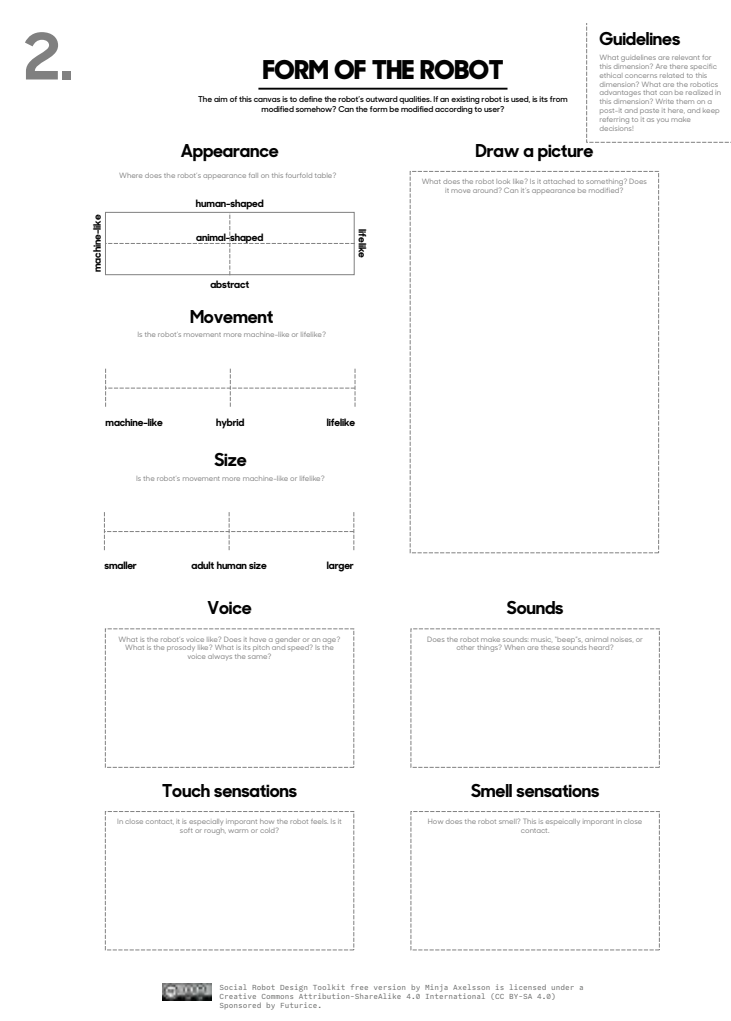 2.
FORM OF THE ROBOT
The aim of this canvas is to define the robot's outward qualities. If an existing robot is used, is its from
modified somehow? Can the form be modified according to user?
Guidelines
What guidelines are relevant for
this dimension? Are there specific
ethical concerns related to this
dimension? What are the robotics
advantages that can be realized in
this dimension? Write them on a
post-it and paste it here, and keep
referring to it as you make
decisions!
Appearance
Where does the robot's appearance fall on this fourfold table?
human-shaped
machine-like
animal-shaped
lifelike
abstract
Movement
Is the robot's movement more machine-like or lifelike?
machine-like hybrid lifelike
Size
Is the robot's movement more machine-like or lifelike?
smaller adult human size larger
Draw a picture
What does the robot look like? Is it attached to something? Does
it move around? Can it's appearance be modified?
Voice
What is the robot's voice like? Does it have a gender or an age?
What is the prosody like? What is its pitch and speed? Is the
voice always the same?
Sounds
Does the robot make sounds: music, "beep"s, animal noises, or
other things? When are these sounds heard?
Touch sensations
In close contact, it is especially imporant how the robot feels. Is it
soft or rough, warm or cold?
Smell sensations
How does the robot smell? This is espeically imporant in close
contact.
Social Robot Design Toolkit free version by Minja Axelsson is licensed under a
Creative Commons Attribution-ShareAlike 4.0 International (CC BY-SA 4.0)
Sponsored by Futurice.